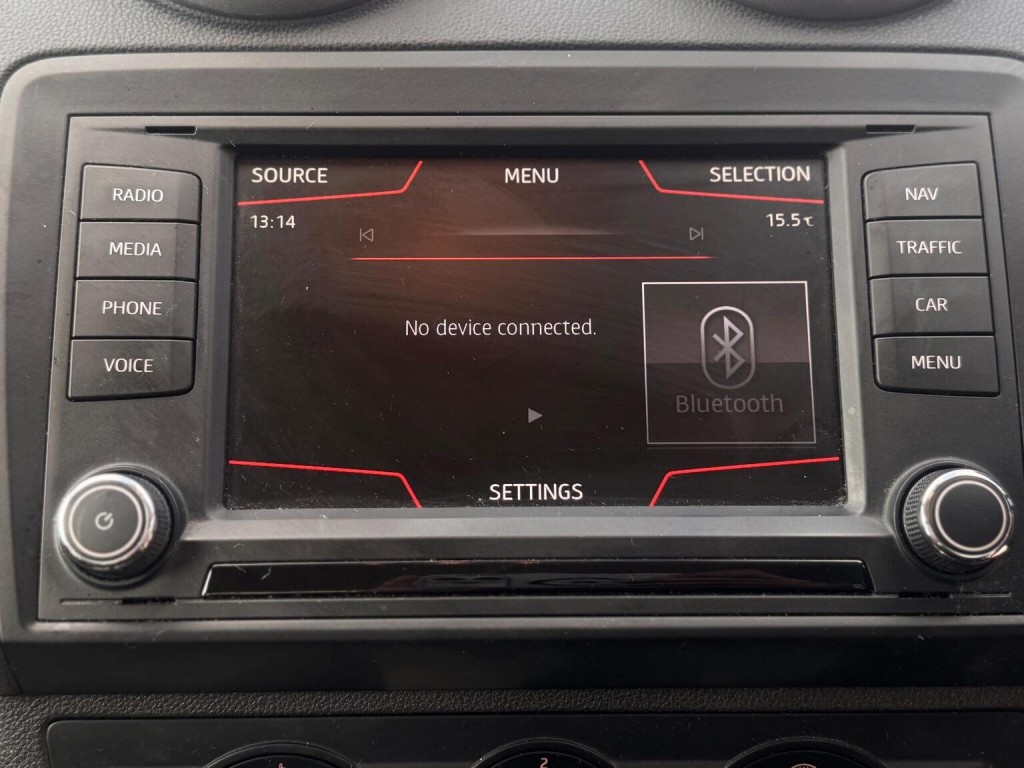 SOURCE MENU SELECTION
13:14 15.5℃
No device connected.
Bluetooth
SETTINGS
RADIO
MEDIA
PHONE
VOICE
NAV
TRAFFIC
CAR
MENU
2